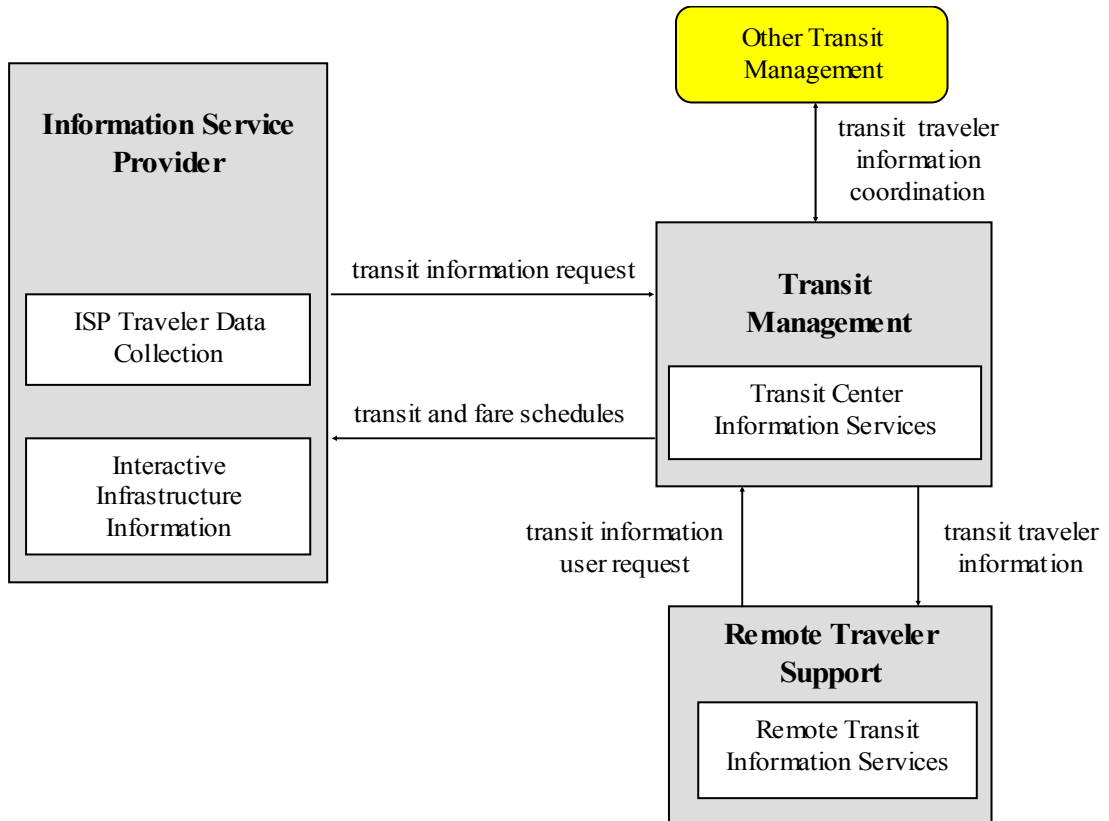 Other Transit
Management
Information Service
Provider
transit traveler
information
coordination
transit information request
Transit
Management
ISP Traveler Data
Collection
Transit Center
Information Services
transit and fare schedules
Interactive
Infrastructure
Information
transit information
user request
transit traveler
information
Remote Traveler
Support
Remote Transit
Information Services